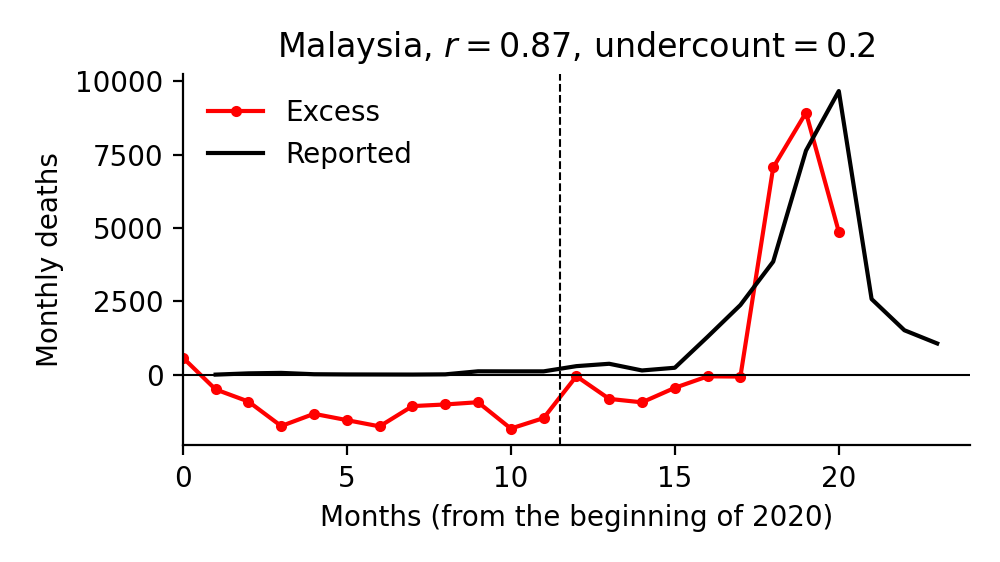 Malaysia, r = 0.87, undercount = 0.2
10000
7500
5000
2500
0
Monthly deaths
Excess
Reported
0 5 10 15 20
Months (from the beginning of 2020)